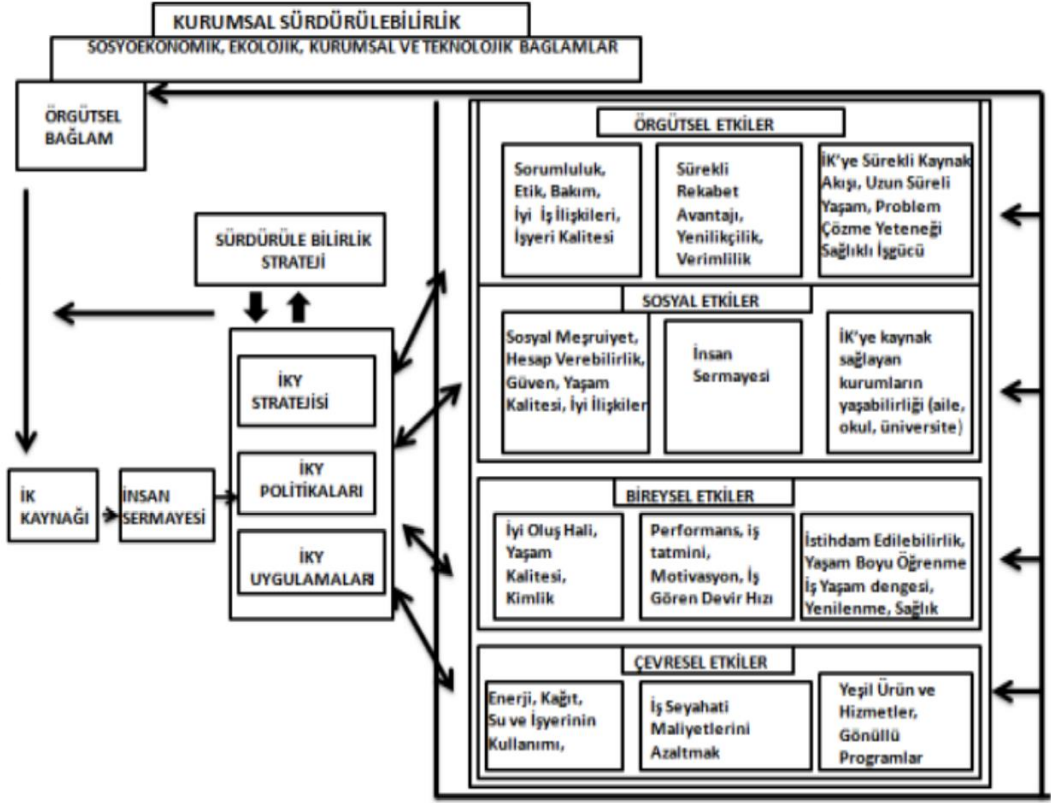 KURUMSAL SÜRDÜRÜLEBİLİRLİK
SOSYOEKONOMİK, EKOLOJİK, KURUMSAL VE TEKNOLOJİK BAĞLAMLAR
ÖRGÜTSEL
BAĞLAM
SÜRDÜRÜLE BİLİRLİK
STRATEJİ
İKY
STRATEJİSİ
İKY
POLİTİKALARI
İKY
UYGULAMALARI
İK
KAYNAĞI
İNSAN
SERMAYESİ
ÖRGÜTSEL ETKİLER
Sorumluluk,
Etik, Bakım,
İyi İş İlişkileri,
İşyeri Kalitesi
Sürekli
Rekabet
Avantajı,
Yenilikçilik,
Verimlilik
İK'ye Sürekli Kaynak
Akışı, Uzun Süreli
Yaşam, Problem
Çözme Yeteneği
Sağlıklı İşgücü
SOSYAL ETKİLER
Sosyal Meşruiyet,
Hesap Verebilirlik,
Güven, Yaşam
Kalitesi, İyi İlişkiler
İnsan
Sermayesi
İK'ye kaynak
sağlayan
kurumların
yaşabilirliği (aile,
okul, üniversite)
BİREYSEL ETKİLER
İyi Oluş Hali,
Yaşam
Kalitesi,
Kimlik
Performans, iş
tatmini,
Motivasyon, İş
Gören Devir Hızı
İstihdam Edilebilirlik,
Yaşam Boyu Öğrenme
İş Yaşam dengesi,
Yenilenme, Sağlık
ÇEVRESEL ETKİLER
Enerji, Kağıt,
Su ve İşyerinin
Kullanımı,
İş Seyahati
Maliyetlerini
Azaltmak
Yeşil Ürün ve
Hizmetler,
Gönüllü
Programlar